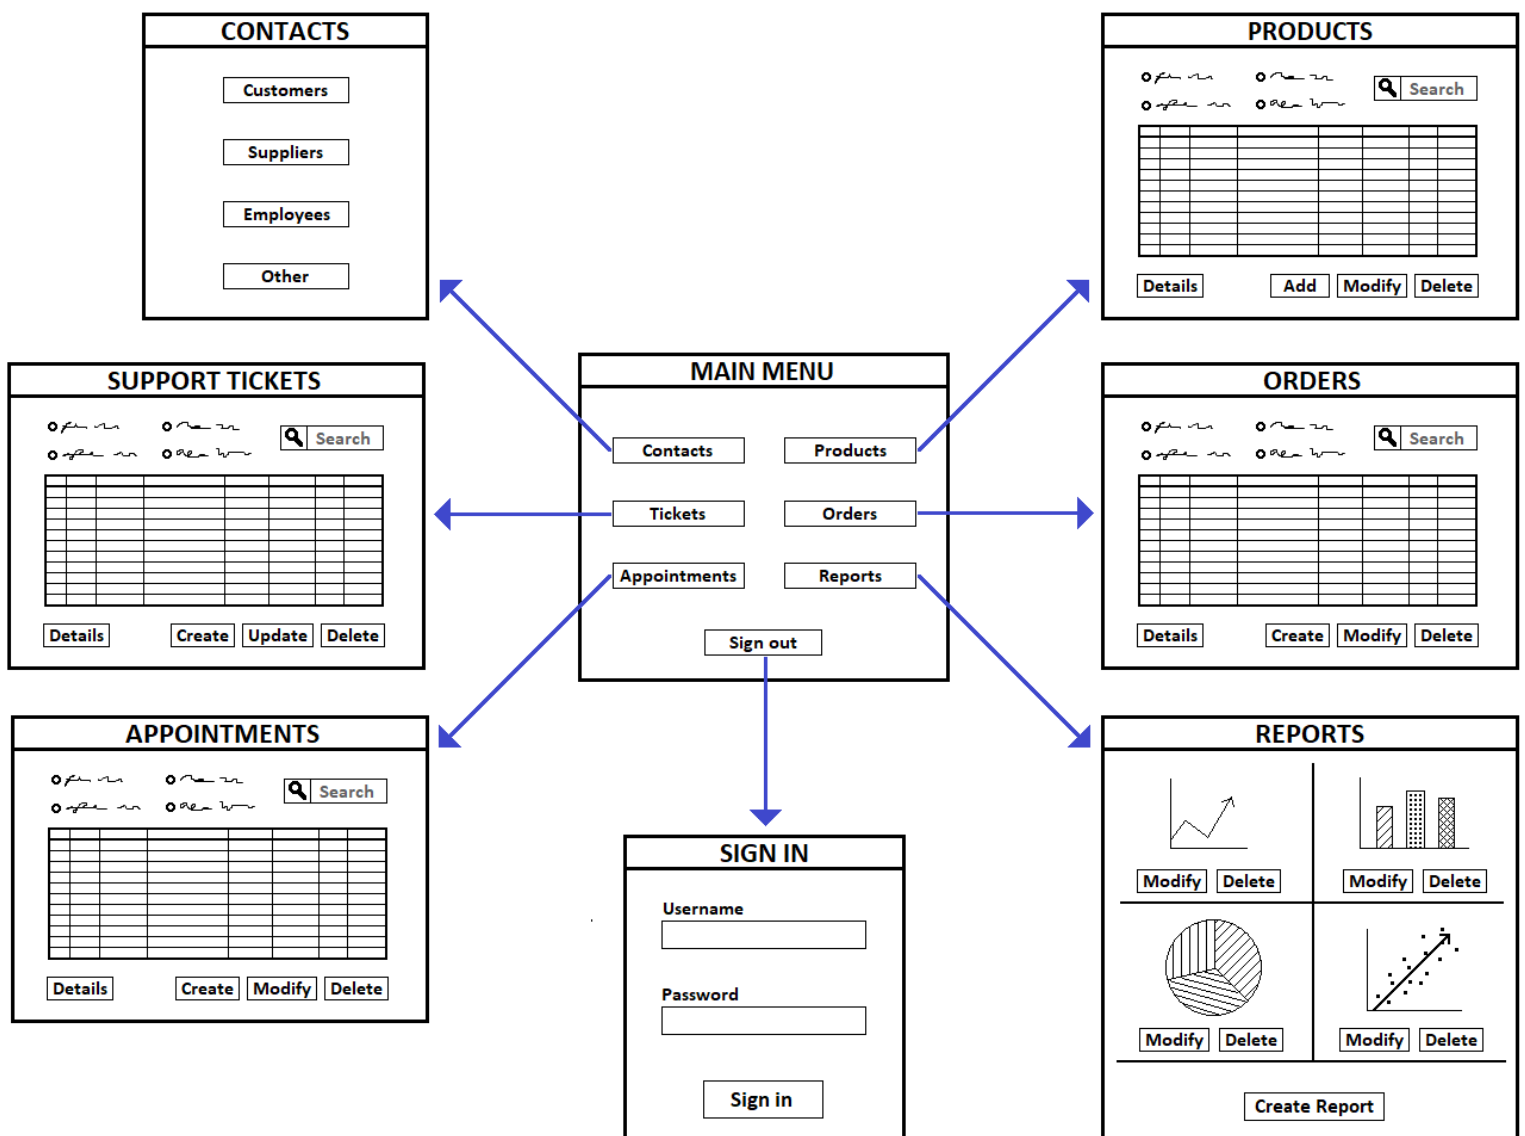 CONTACTS
Customers
Suppliers
Employees
Other
PRODUCTS
Search
Details Add Modify Delete
SUPPORT TICKETS
Search
Details Create Update Delete
MAIN MENU
Contacts Products
Tickets Orders
Appointments Reports
Sign out
ORDERS
Search
Details Create Modify Delete
APPOINTMENTS
Search
Details Create Modify Delete
SIGN IN
Username
Password
Sign in
REPORTS
Modify Delete Modify Delete
Modify Delete Modify Delete
Create Report